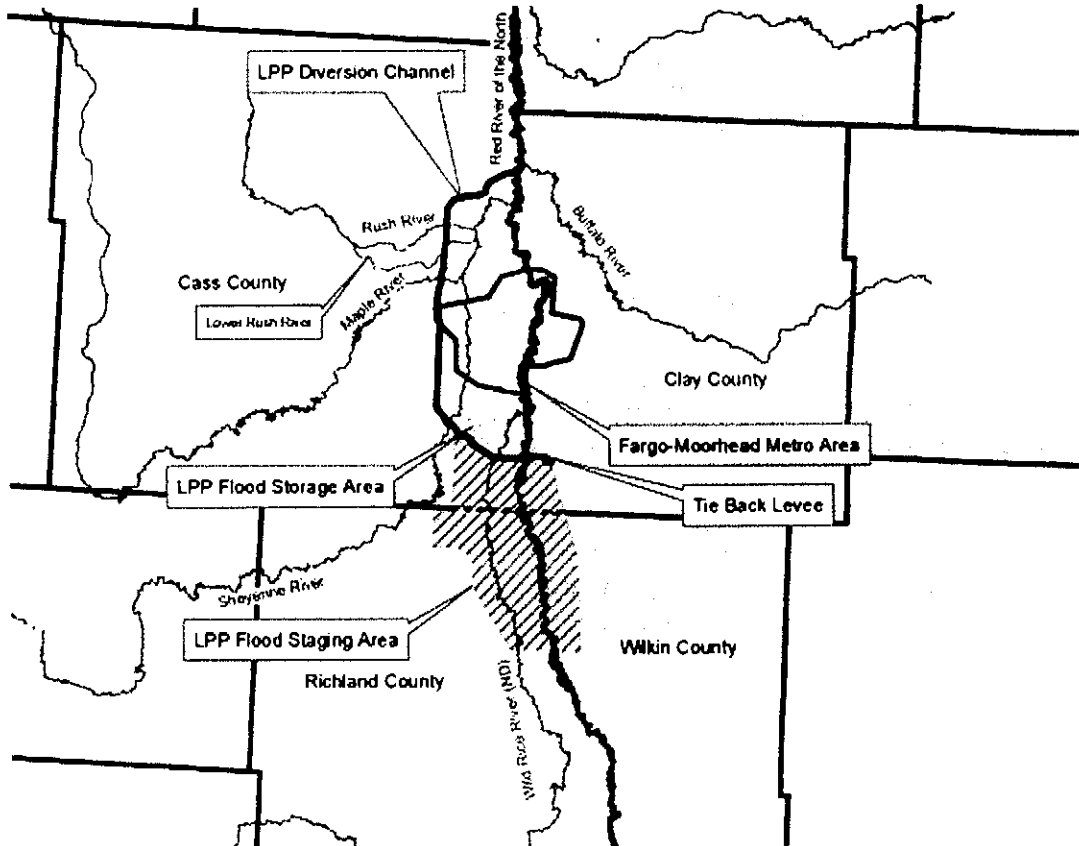 Red River of the North
LPP Diversion Channel
Rush River
Buffalo River
Cass County
Maple River
Lower Rush River
Clay County
Fargo-Moorhead Metro Area
LPP Flood Storage Area
Tie Back Levee
Sheyenne River
LPP Flood Staging Area
Wilkin County
Richland County
Wild Rice River (ND)